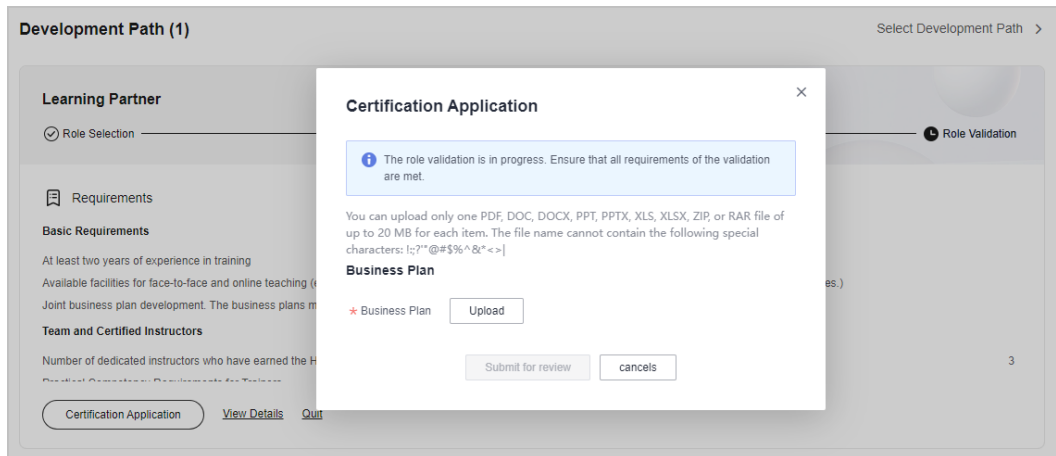 Development Path (1)
Select Development Path
Learning Partner
Role Selection
Role Validation
Requirements
Basic Requirements
At least two years of experience in training
Available facilities for face-to-face and online teaching (
es.)
Joint business plan development. The business plans m
Team and Certified Instructors
Number of dedicated instructors who have earned the H
3
Certification Application
View Details
Quit
Certification Application
The role validation is in progress. Ensure that all requirements of the validation
are met.
You can upload only one PDF, DOC, DOCX, PPT, PPTX, XLS, XLSX, ZIP, or RAR file of
up to 20 MB for each item. The file name cannot contain the following special
characters: !:;?'"@#$%^&*<>|
Business Plan
* Business Plan
Upload
Submit for review
cancels